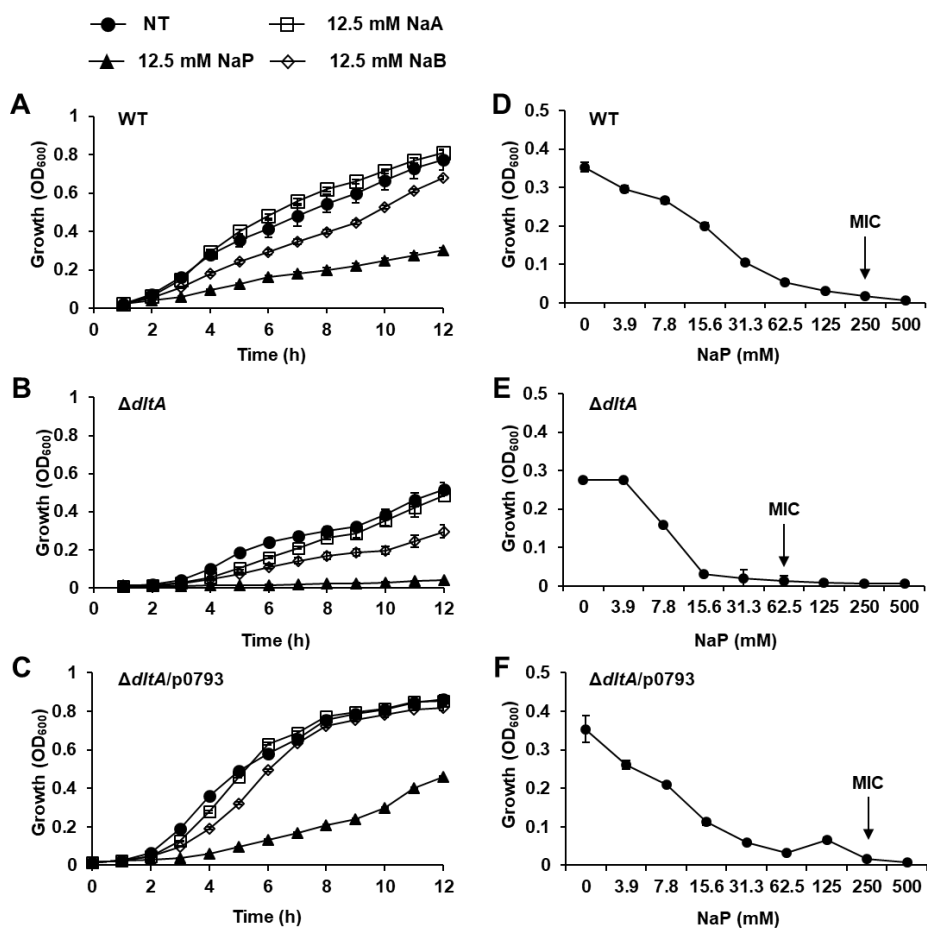 NT
12.5 mM NaA
12.5 mM NaP
12.5 mM NaB
A
WT
Growth (OD600)
1
0.8
0.6
0.4
0.2
0
0 2 4 6 8 10 12
Time (h)
D
WT
Growth (OD600)
0.5
0.4
0.3
0.2
0.1
0
MIC
0 3.9 7.8 15.6 31.3 62.5 125 250 500
NaP (mM)
B
ΔdltA
Growth (OD600)
1
0.8
0.6
0.4
0.2
0
0 2 4 6 8 10 12
Time (h)
E
ΔdltA
Growth (OD600)
0.5
0.4
0.3
0.2
0.1
0
MIC
0 3.9 7.8 15.6 31.3 62.5 125 250 500
NaP (mM)
C
ΔdltA/p0793
Growth (OD600)
1
0.8
0.6
0.4
0.2
0
0 2 4 6 8 10 12
Time (h)
F
ΔdltA/p0793
Growth (OD600)
0.5
0.4
0.3
0.2
0.1
0
MIC
0 3.9 7.8 15.6 31.3 62.5 125 250 500
NaP (mM)